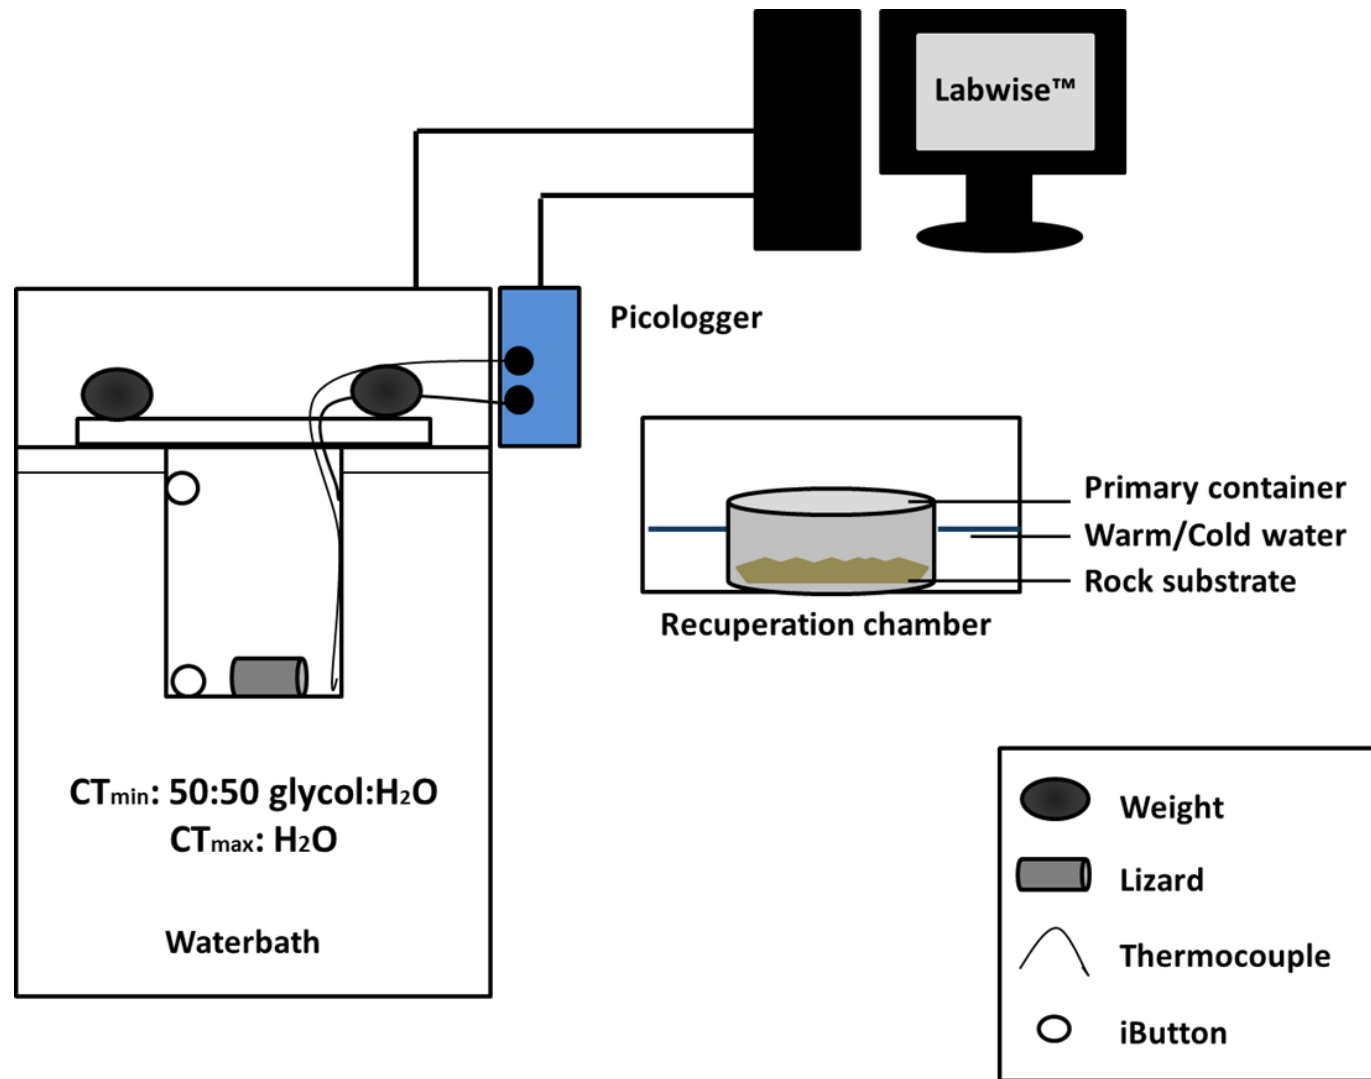 Labwise™
Picologger
Primary container
Warm/Cold water
Rock substrate
Recuperation chamber
CTmin: 50:50 glycol:H2O
CTmax: H2O
Waterbath
Weight
Lizard
Thermocouple
iButton